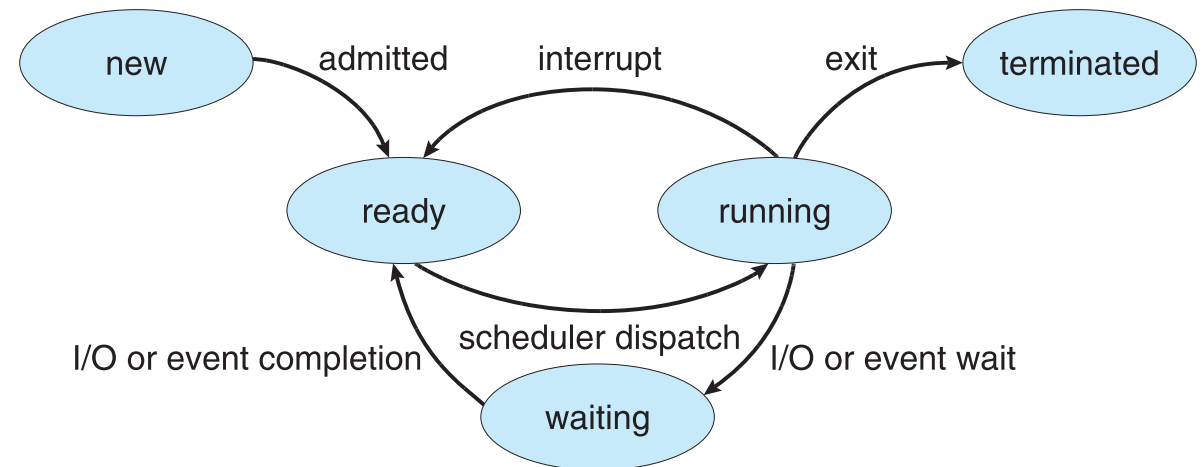 new
admitted
interrupt
exit
terminated
ready
running
scheduler dispatch
I/O or event completion
I/O or event wait
waiting